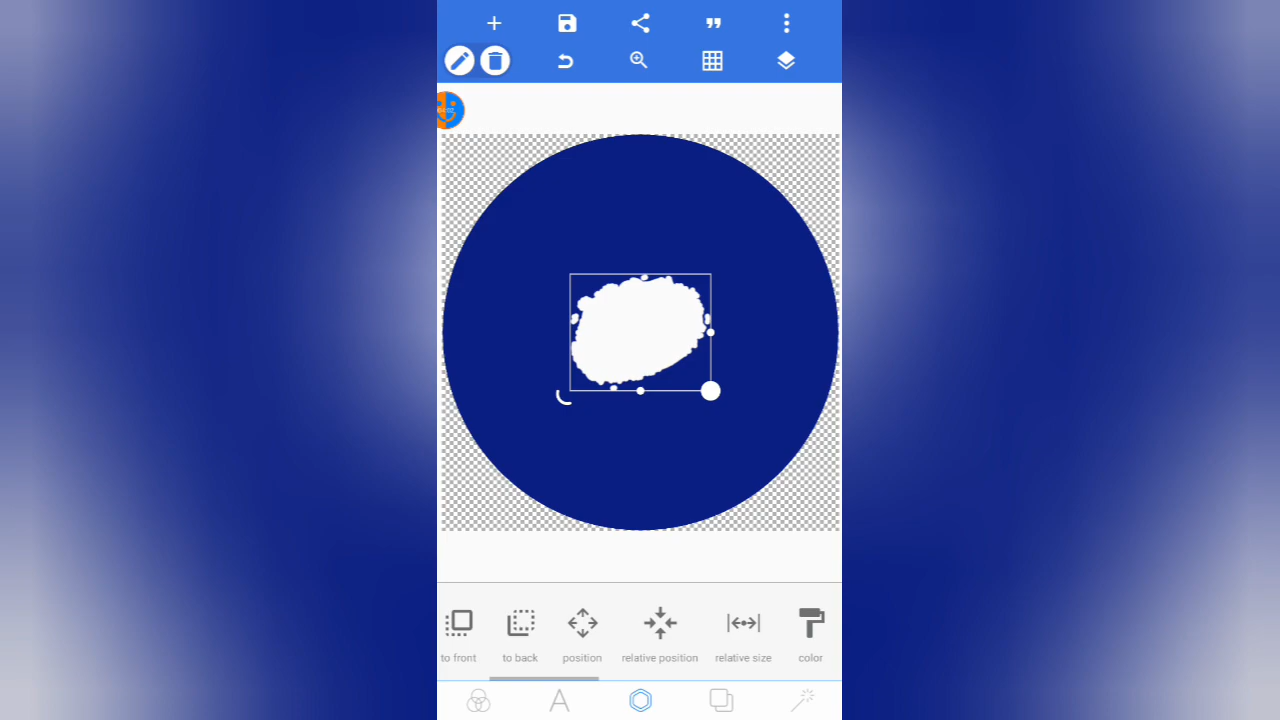 to front to back position relative position relative size color